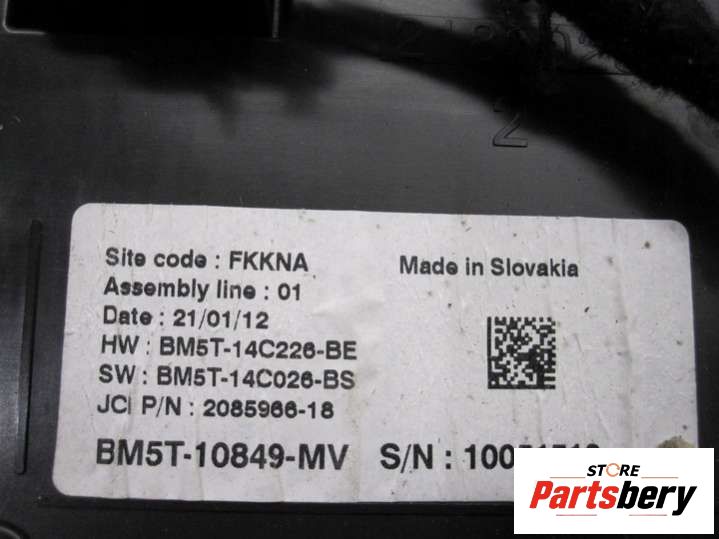 2
Site code : FKKNA
Made in Slovakia
Assembly line : 01
Date : 21/01/12
HW : BM5T-14C226-BE
SW : BM5T-14C026-BS
JCI P/N : 2085966-18
BM5T-10849-MV S/N :
STORE
Partsbery